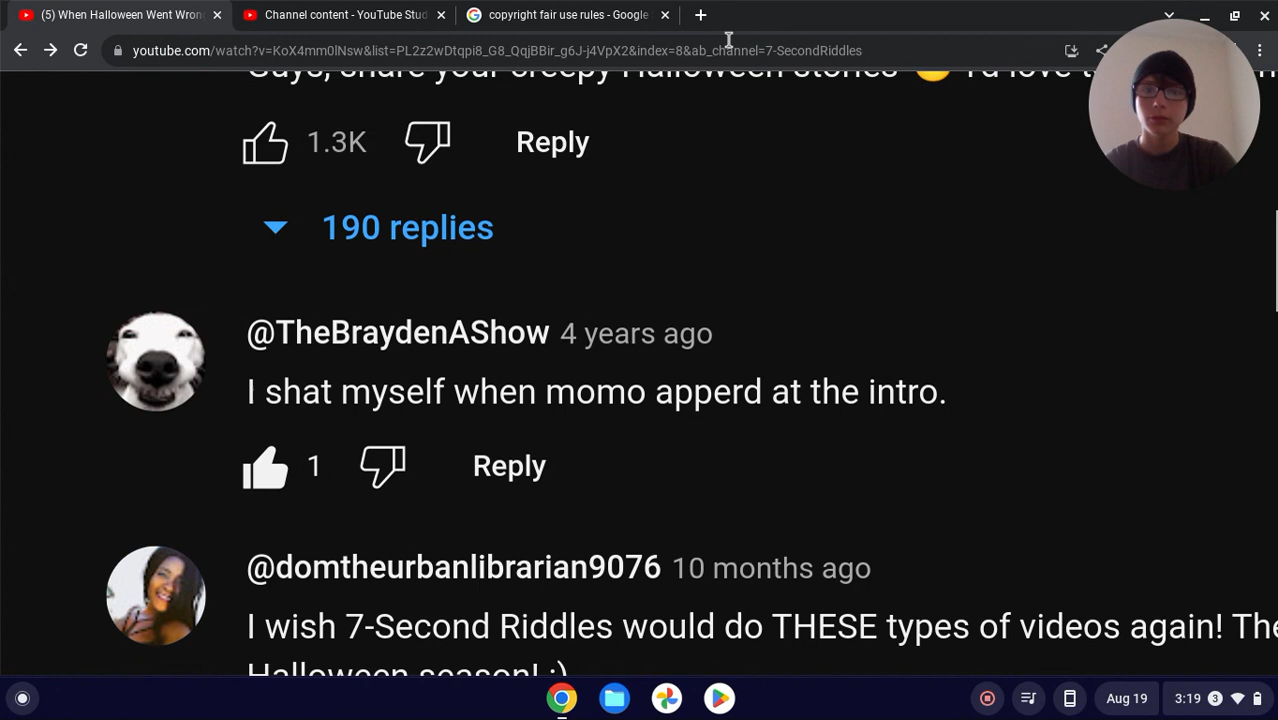 (5) When Halloween Went Wrong
Channel content - YouTube Stud
copyright fair use rules - Google
youtube.com/watch?v=KoX4mm0lNsw&list=PL2z2wDtqpi8_G8_QqjBBir_g6J-j4VpX2&index=8&ab_channel=7-SecondRiddles
Guys, share your creepy Halloween stories
1.3K Reply
190 replies
@TheBraydenAShow 4 years ago
I shat myself when momo apperd at the intro.
1 Reply
@domtheurbanlibrarian9076 10 months ago
I wish 7-Second Riddles would do THESE types of videos again! The
Halloween season! :)
Aug 19 3:19 3